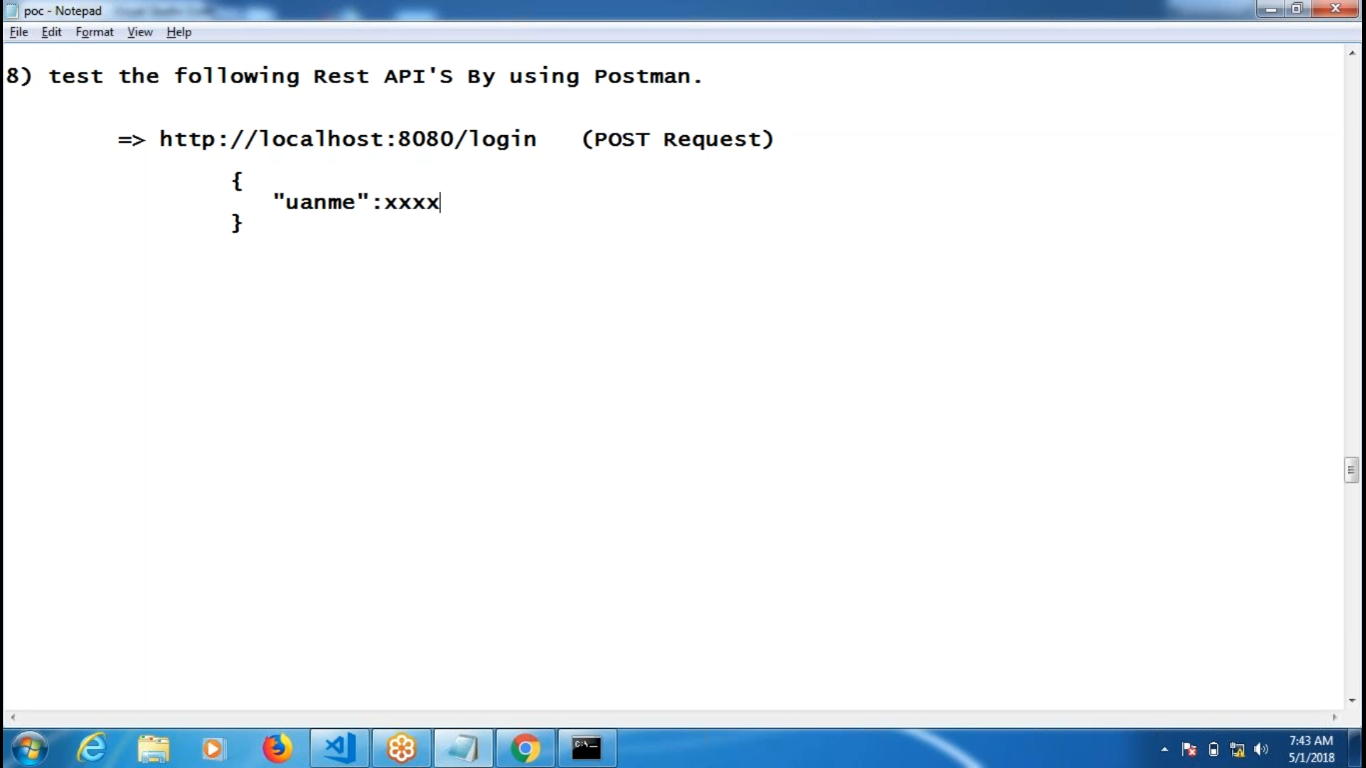 poc - Notepad
File Edit Format View Help
8) test the following Rest API'S By using Postman.
=> http://localhost:8080/login (POST Request)
{
"uanme":xxxx
}
7:43 AM
5/1/2018